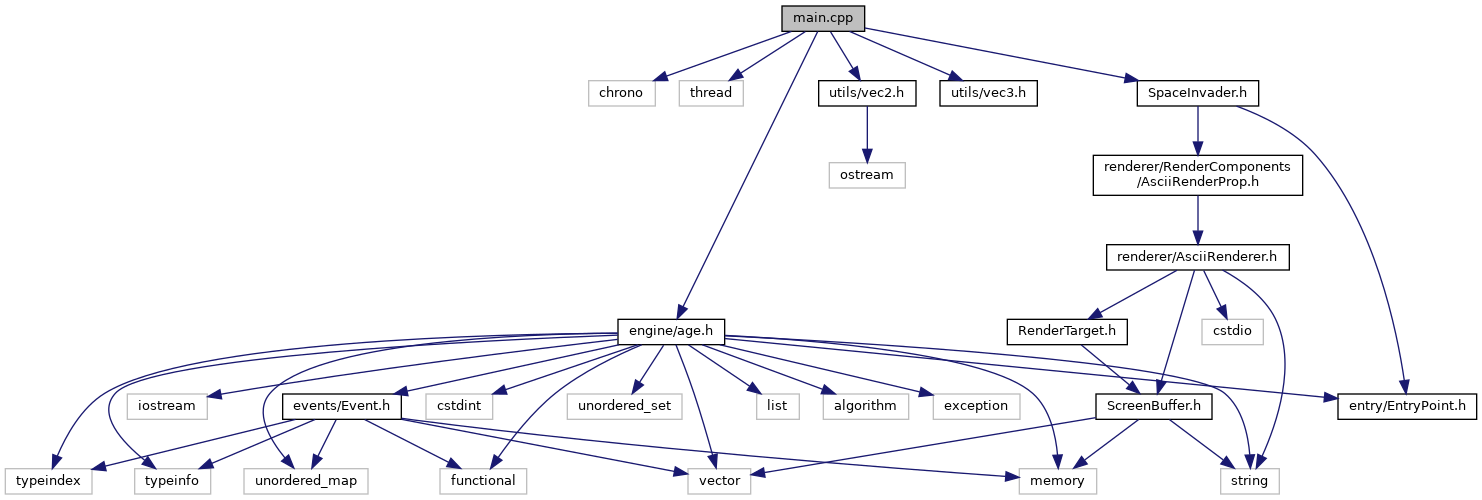 main.cpp
chrono
thread
utils/vec2.h
utils/vec3.h
SpaceInvader.h
ostream
renderer/RenderComponents
/AsciiRenderProp.h
renderer/AsciiRenderer.h
engine/age.h
RenderTarget.h
cstdio
iostream
events/Event.h
cstdint
unordered_set
list
algorithm
exception
ScreenBuffer.h
entry/EntryPoint.h
typeindex
typeinfo
unordered_map
functional
vector
memory
string